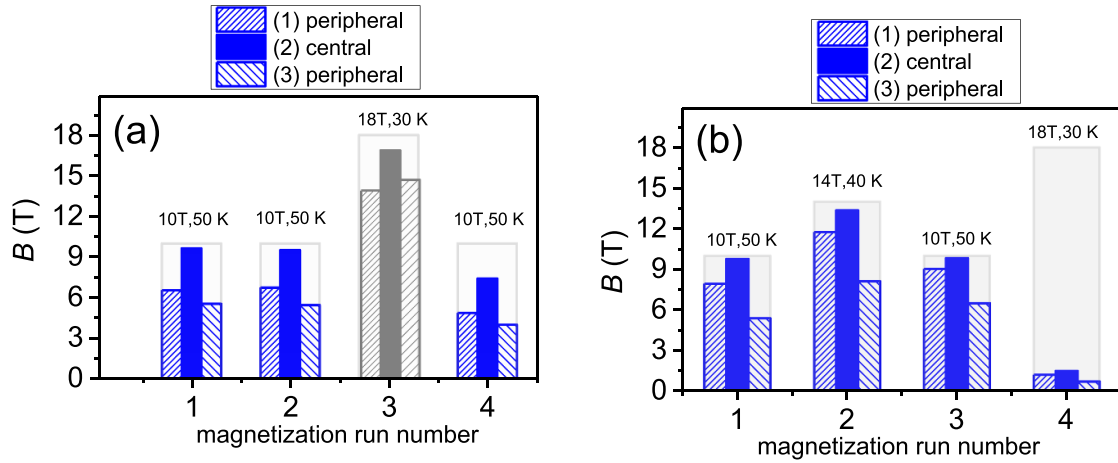 (1) peripheral
(2) central
(3) peripheral
(a)
B (T)
18
15
12
9
6
3
0
10T,50 K
10T,50 K
18T,30 K
10T,50 K
1 2 3 4
magnetization run number
(1) peripheral
(2) central
(3) peripheral
(b)
B (T)
18
15
12
9
6
3
0
10T,50 K
14T,40 K
10T,50 K
18T,30 K
1 2 3 4
magnetization run number